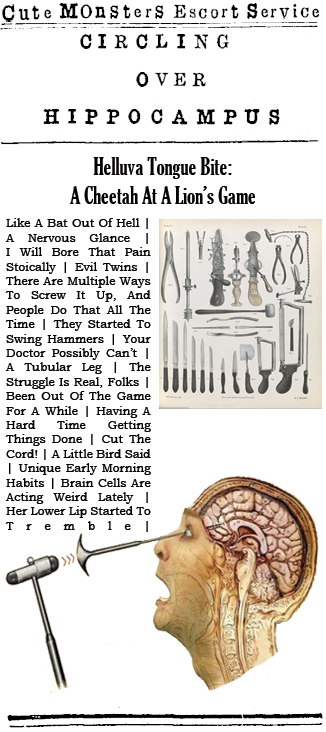 Cute Monsters Escort Service
CIRCLING
OVER
HIPPOCAMPUS
Helluva Tongue Bite:
A Cheetah At A Lion's Game
Like A Bat Out Of Hell |
A Nervous Glance |
I Will Bore That Pain
Stoically | Evil Twins |
There Are Multiple Ways
To Screw It Up, And
People Do That All The
Time | They Started To
Swing Hammers | Your
Doctor Possibly Can't |
A Tubular Leg | The
Struggle Is Real, Folks |
Been Out Of The Game
For A While | Having A
Hard Time Getting
Things Done | Cut The
Cord! | A Little Bird Said
| Unique Early Morning
Habits | Brain Cells Are
Acting Weird Lately |
Her Lower Lip Started To
Tremble |